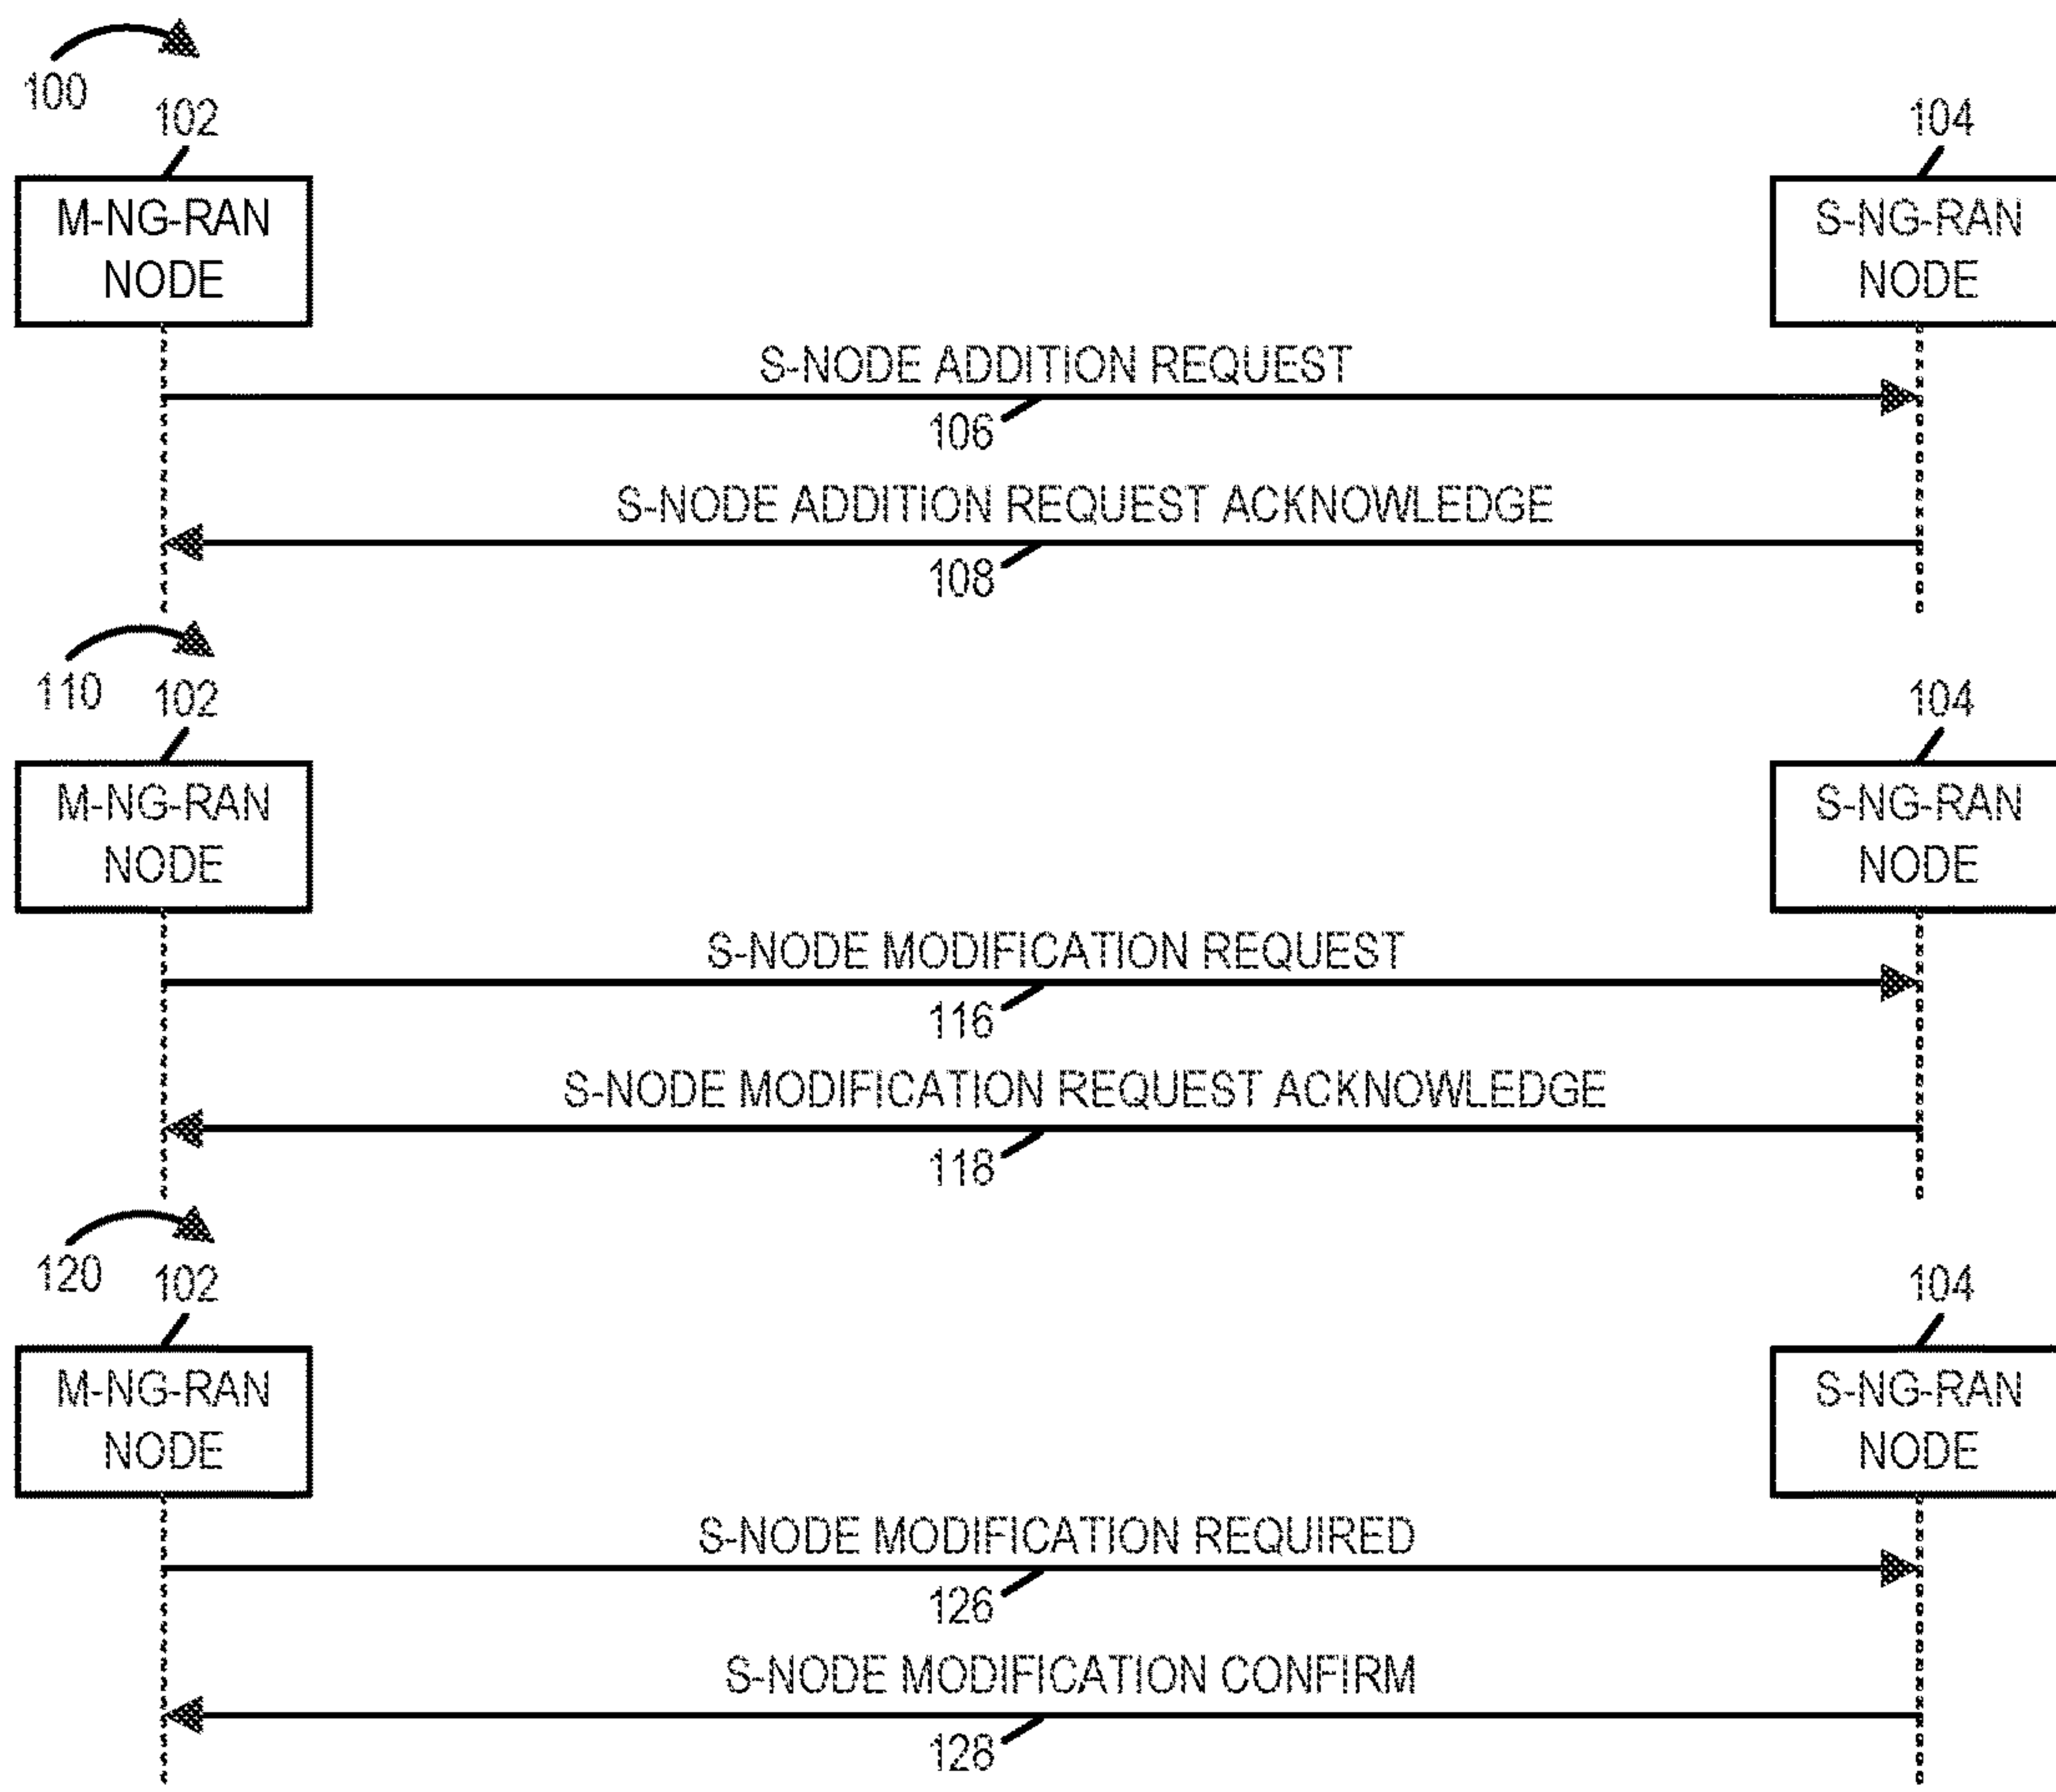 100
102
104
M-NG-RAN
NODE
S-NG-RAN
NODE
S-NODE ADDITION REQUEST
106
S-NODE ADDITION REQUEST ACKNOWLEDGE
108
110
102
104
M-NG-RAN
NODE
S-NG-RAN
NODE
S-NODE MODIFICATION REQUEST
116
S-NODE MODIFICATION REQUEST ACKNOWLEDGE
118
120
102
104
M-NG-RAN
NODE
S-NG-RAN
NODE
S-NODE MODIFICATION REQUIRED
126
S-NODE MODIFICATION CONFIRM
128